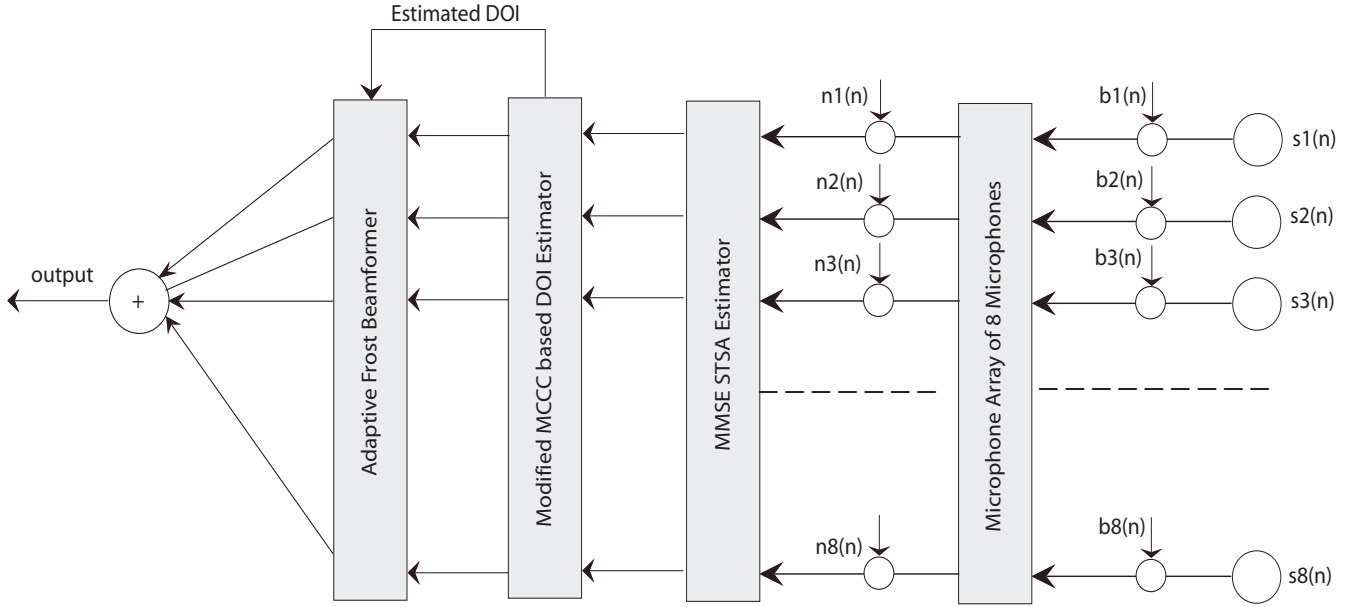 Estimated DOI
n1(n)
b1(n)
s1(n)
n2(n)
b2(n)
s2(n)
n3(n)
b3(n)
s3(n)
output
+
Adaptive Frost Beamformer
Modified MCCC based DOI Estimator
MMSE STSA Estimator
Microphone Array of 8 Microphones
n8(n)
b8(n)
s8(n)